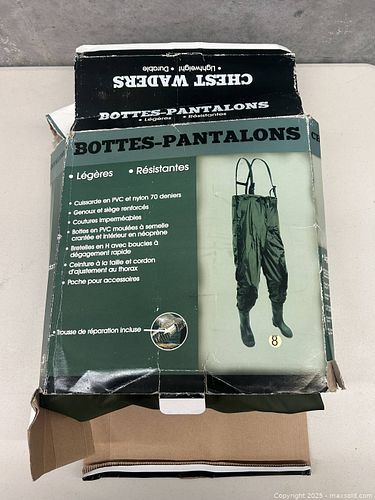 CHEST WADERS
• Lightweight • Durable
BOTTES-PANTALONS
• Légères • Résistantes
BOTTES-PANTALONS
• Légères • Résistantes
• Cuissarde en PVC et nylon 70 deniers
• Genoux et siège renforcés
• Coutures imperméables
• Bottes en PVC moulées à semelle
crantée et intérieur en néoprène
• Bretelles en H avec boucles à
dégagement rapide
• Ceinture à la taille et cordon
d'ajustement au thorax
• Poche pour accessoires
• Trousse de réparation incluse
8
Copyright 2025 - maxsold.com